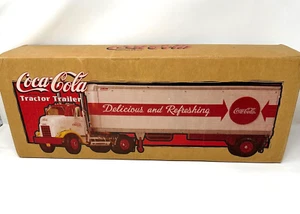 Coca-Cola
Tractor Trailer
Delicious and Refreshing
Coca-Cola